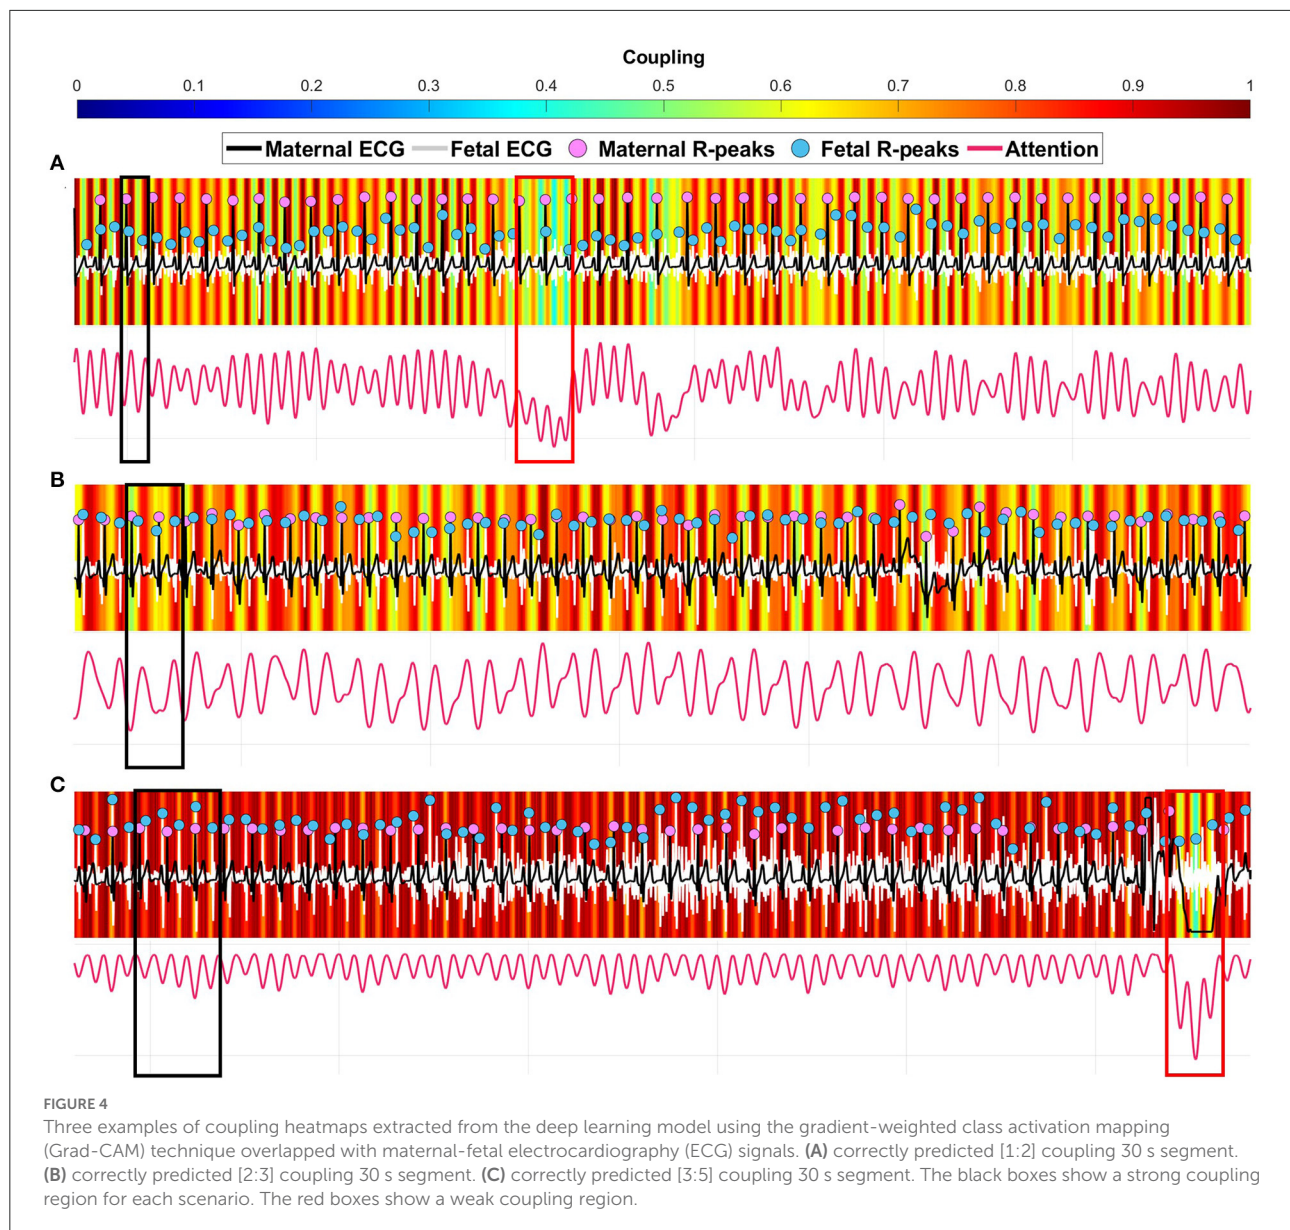 Coupling
0 0.1 0.2 0.3 0.4 0.5 0.6 0.7 0.8 0.9 1
Maternal ECG Fetal ECG Maternal R-peaks Fetal R-peaks Attention
A
B
C
FIGURE 4
Three examples of coupling heatmaps extracted from the deep learning model using the gradient-weighted class activation mapping
(Grad-CAM) technique overlapped with maternal-fetal electrocardiography (ECG) signals. (A) correctly predicted [1:2] coupling 30 s segment.
(B) correctly predicted [2:3] coupling 30 s segment. (C) correctly predicted [3:5] coupling 30 s segment. The black boxes show a strong coupling
region for each scenario. The red boxes show a weak coupling region.